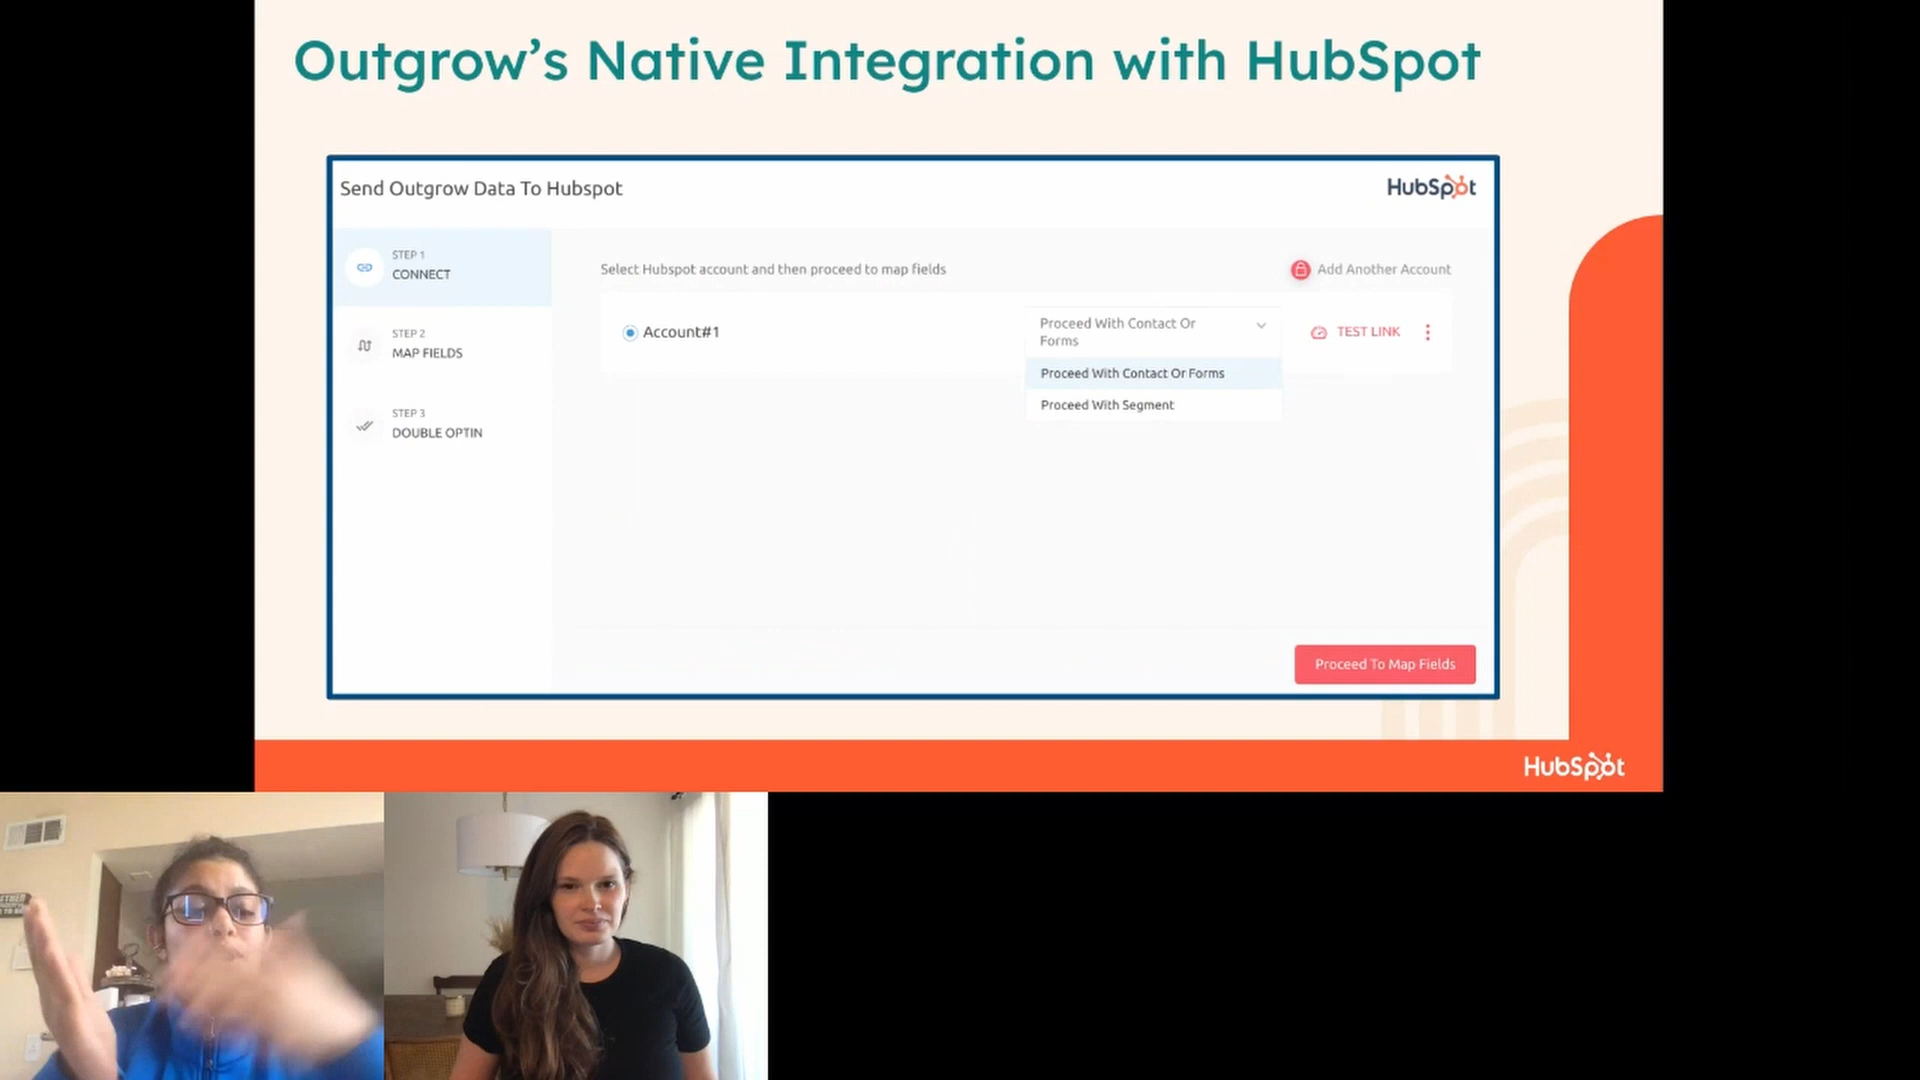 Outgrow’s Native Integration with HubSpot
Send Outgrow Data To Hubspot
HubSpot
STEP 1
CONNECT
STEP 2
MAP FIELDS
STEP 3
DOUBLE OPTIN
Select Hubspot account and then proceed to map fields
Add Another Account
Account#1
Proceed With Contact Or
Forms
TEST LINK
Proceed With Contact Or Forms
Proceed With Segment
Proceed To Map Fields
HubSpot